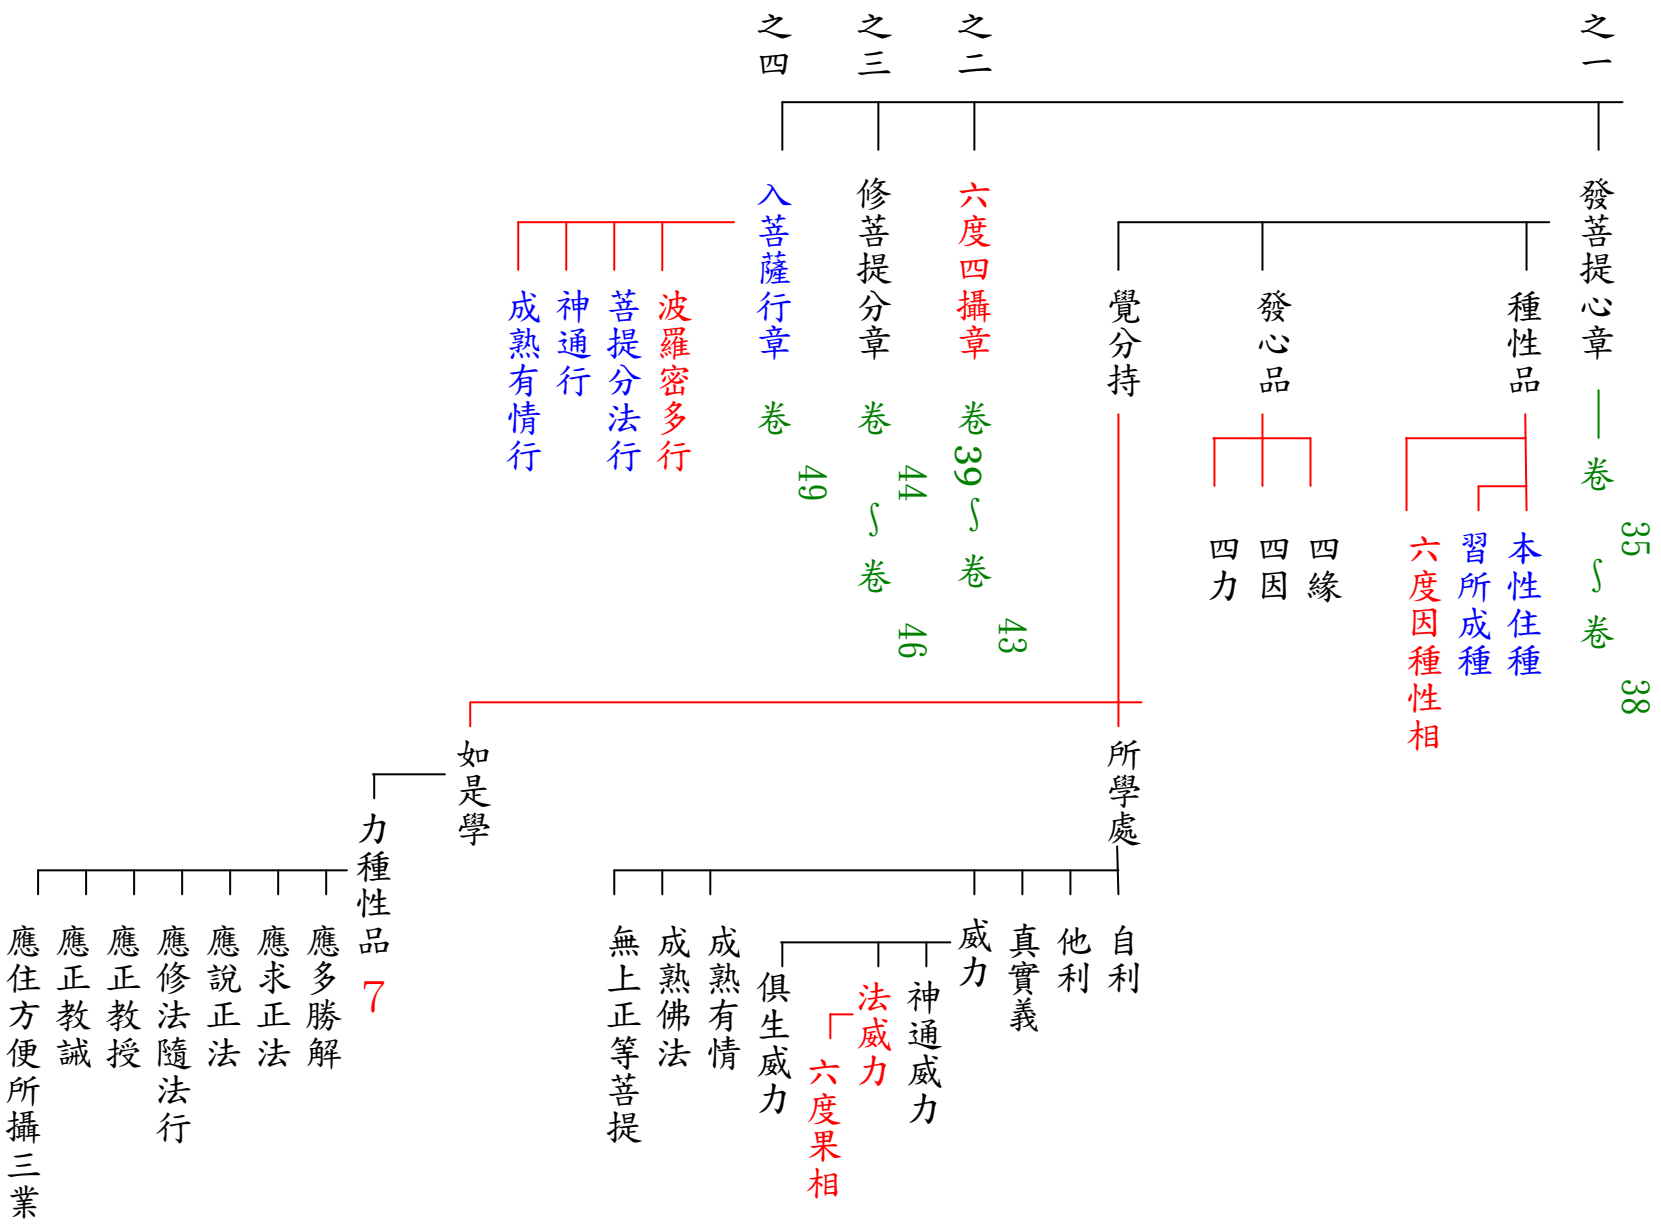 之一
發菩提心章
卷35～卷38
種性品
本性住種
習所成種
六度因種性相
發心品
四緣
四因
四力
覺分持
所學處
自利
他利
真實義
威力
神通威力
法威力
六度果相
俱生威力
成熟有情
成熟佛法
無上正等菩提
如是學
力種性品 7
應多勝解
應求正法
應說正法
應修法隨法行
應正教授
應正教誡
應住方便所攝三業
之二
六度四攝章 卷39～卷43
之三
修菩提分章 卷44～卷46
之四
入菩薩行章 卷49
波羅密多行
菩提分法行
神通行
成熟有情行